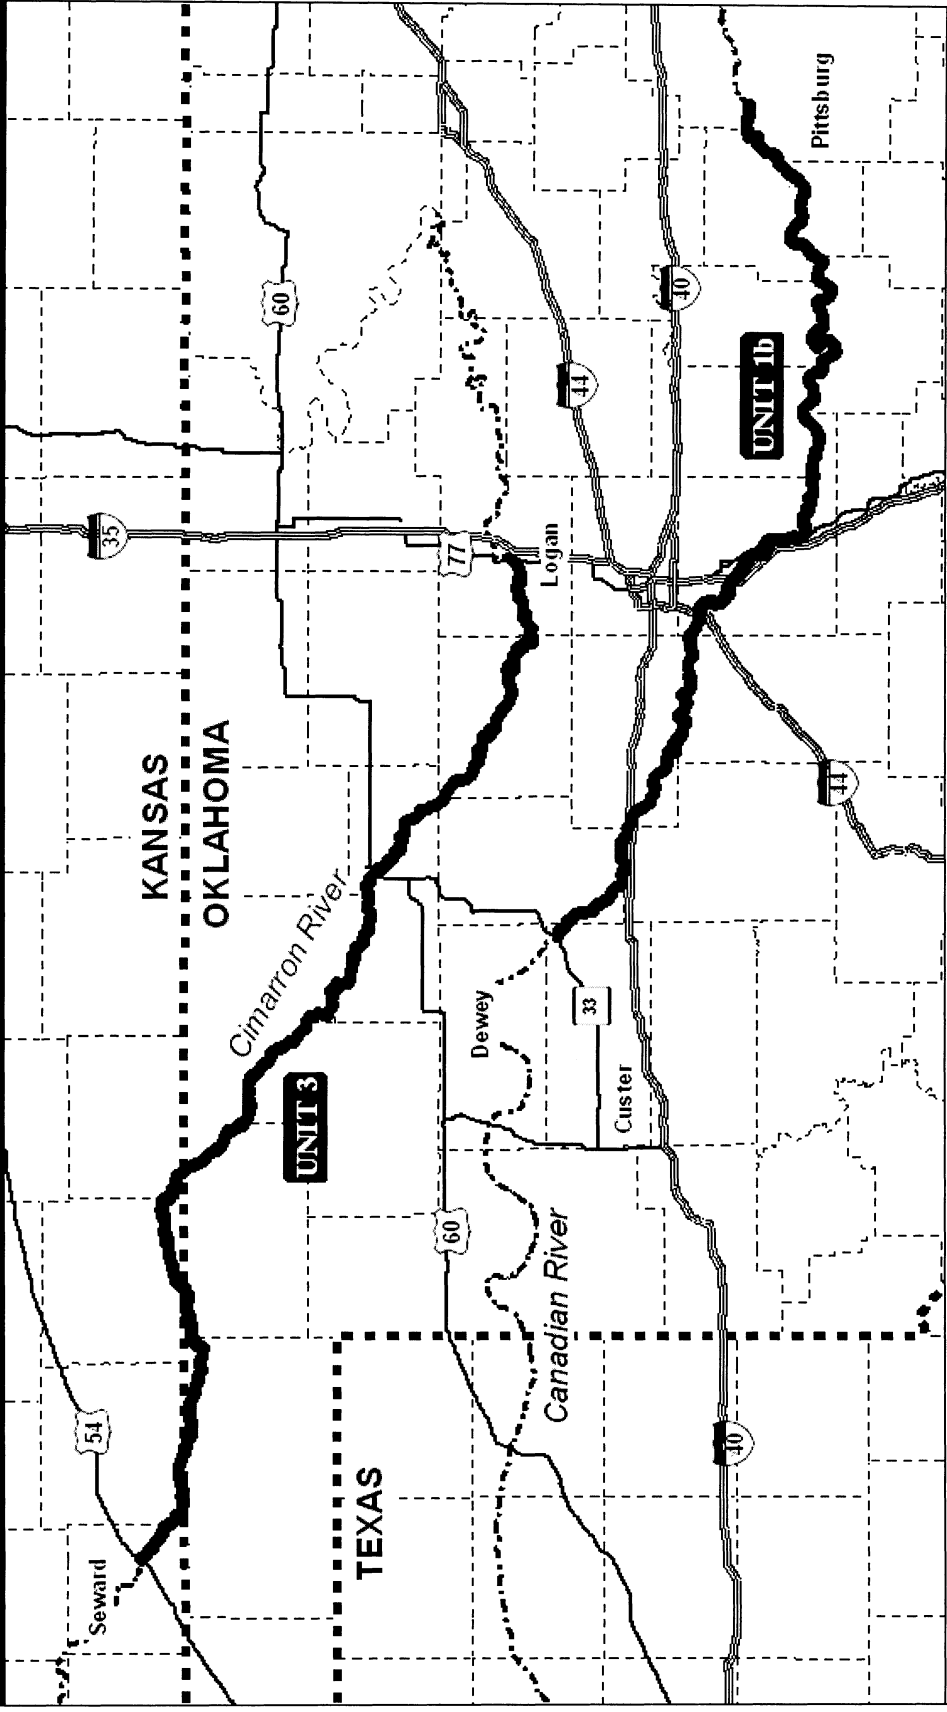 Seward
54
KANSAS
OKLAHOMA
35
60
Cimarron River
UNIT 3
77
Logan
TEXAS
60
Canadian River
Dewey
33
Custer
44
44
40
40
UNIT 1b
Pittsburg